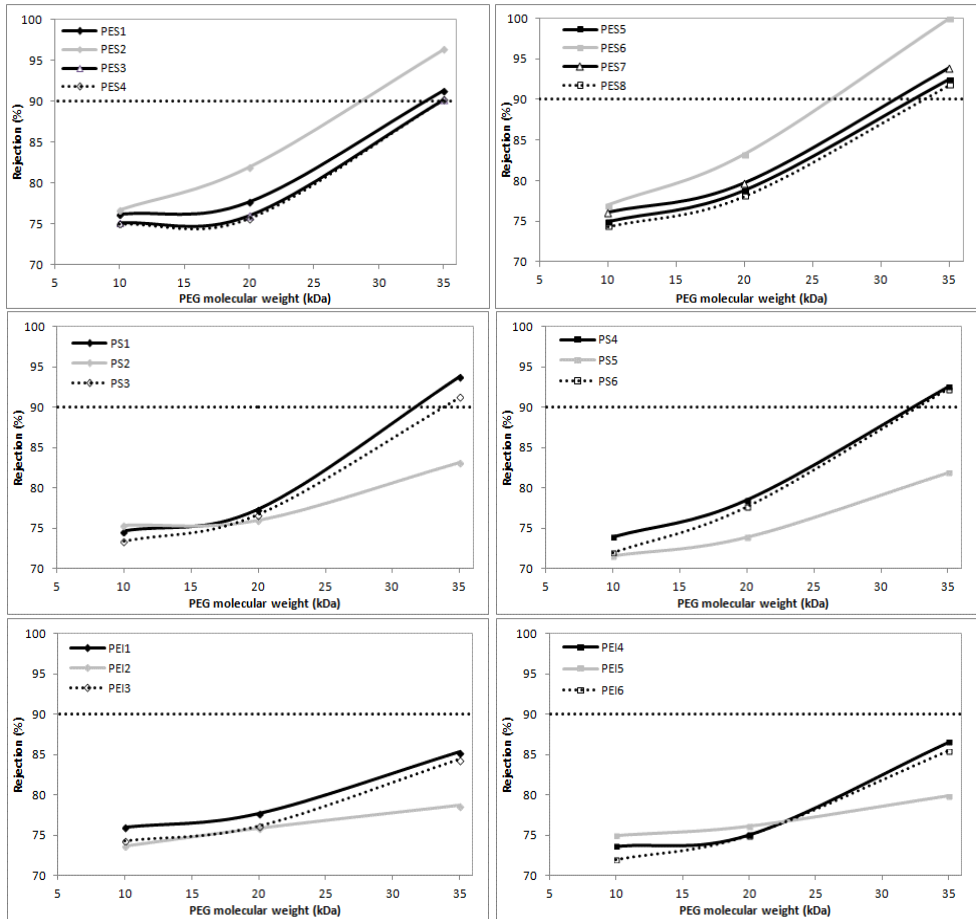 100
95
90
85
80
75
70
Rejection (%)
PES1
PES2
PES3
PES4
5 10 15 20 25 30 35
PEG molecular weight (kDa)
100
95
90
85
80
75
70
Rejection (%)
PES5
PES6
PES7
PES8
5 10 15 20 25 30 35
PEG molecular weight (kDa)
100
95
90
85
80
75
70
Rejection (%)
PS1
PS2
PS3
5 10 15 20 25 30 35
PEG molecular weight (kDa)
100
95
90
85
80
75
70
Rejection (%)
PS4
PS5
PS6
5 10 15 20 25 30 35
PEG molecular weight (kDa)
100
95
90
85
80
75
70
Rejection (%)
PEI1
PEI2
PEI3
5 10 15 20 25 30 35
PEG molecular weight (kDa)
100
95
90
85
80
75
70
Rejection (%)
PEI4
PEI5
PEI6
5 10 15 20 25 30 35
PEG molecular weight (kDa)